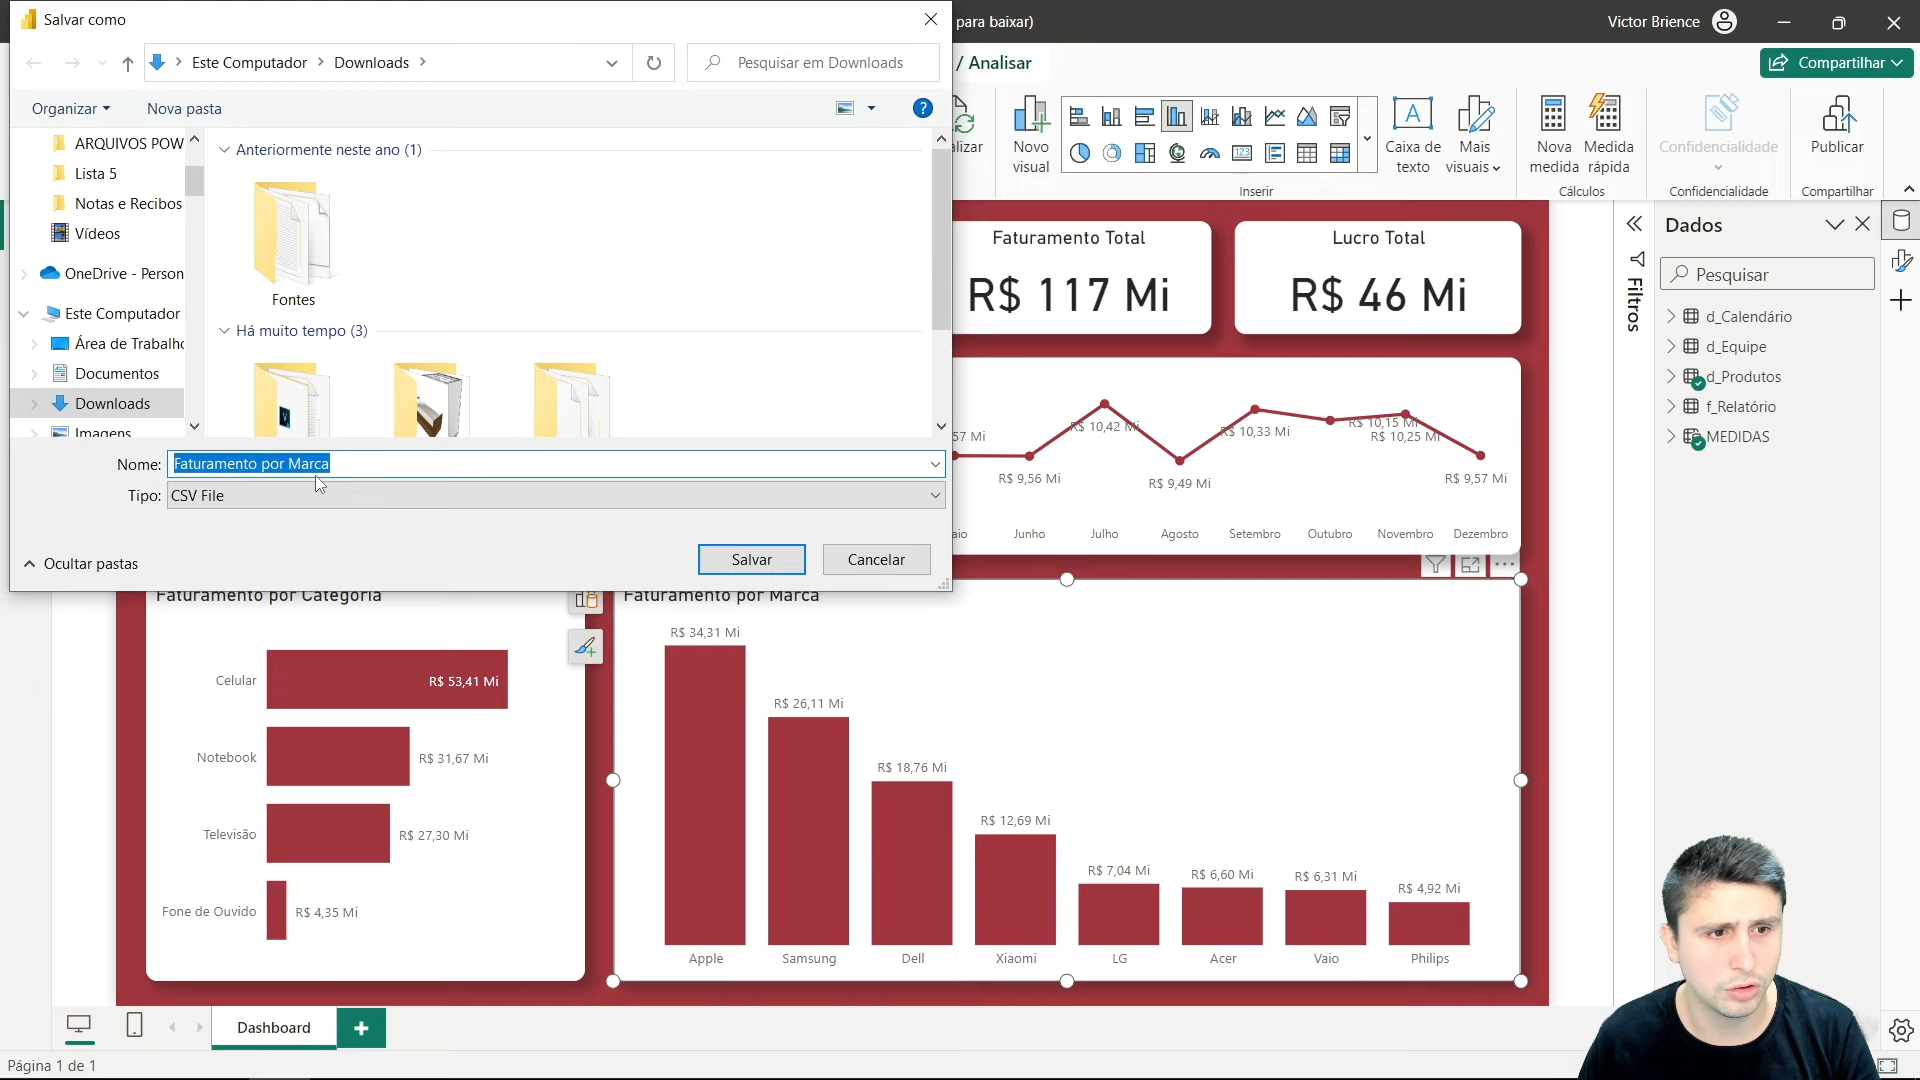 Salvar como
para baixar)
Victor Brience
Este Computador
Downloads
Pesquisar em Downloads
/ Analisar
Compartilhar
Organizar
Nova pasta
ARQUIVOS POW
Lista 5
Notas e Recibos
Vídeos
OneDrive - Person
Este Computador
Área de Trabalho
Documentos
Downloads
Imagens
Anteriormente neste ano (1)
Fontes
Há muito tempo (3)
Nome:
Faturamento por Marca
Tipo:
CSV File
Ocultar pastas
Salvar
Cancelar
alizar
Novo
visual
Caixa de
texto
Mais
visuais
Inserir
Nova
medida
Medida
rápida
Cálculos
Confidencialidade
Confidencialidade
Publicar
Compartilhar
Faturamento Total
R$ 117 Mi
Lucro Total
R$ 46 Mi
57 Mi
R$ 9,56 Mi
R$ 10,42 Mi
R$ 9,49 Mi
R$ 10,33 Mi
R$ 10,15 Mi
R$ 10,25 Mi
R$ 9,57 Mi
aio
Junho
Julho
Agosto
Setembro
Outubro
Novembro
Dezembro
Filtros
Dados
Pesquisar
d_Calendário
d_Equipe
d_Produtos
f_Relatório
MEDIDAS
Faturamento por Categoria
Celular
R$ 53,41 Mi
Notebook
R$ 31,67 Mi
Televisão
R$ 27,30 Mi
Fone de Ouvido
R$ 4,35 Mi
Faturamento por Marca
R$ 34,31 Mi
R$ 26,11 Mi
R$ 18,76 Mi
R$ 12,69 Mi
R$ 7,04 Mi
R$ 6,60 Mi
R$ 6,31 Mi
R$ 4,92 Mi
Apple
Samsung
Dell
Xiaomi
LG
Acer
Vaio
Philips
Dashboard
Página 1 de 1